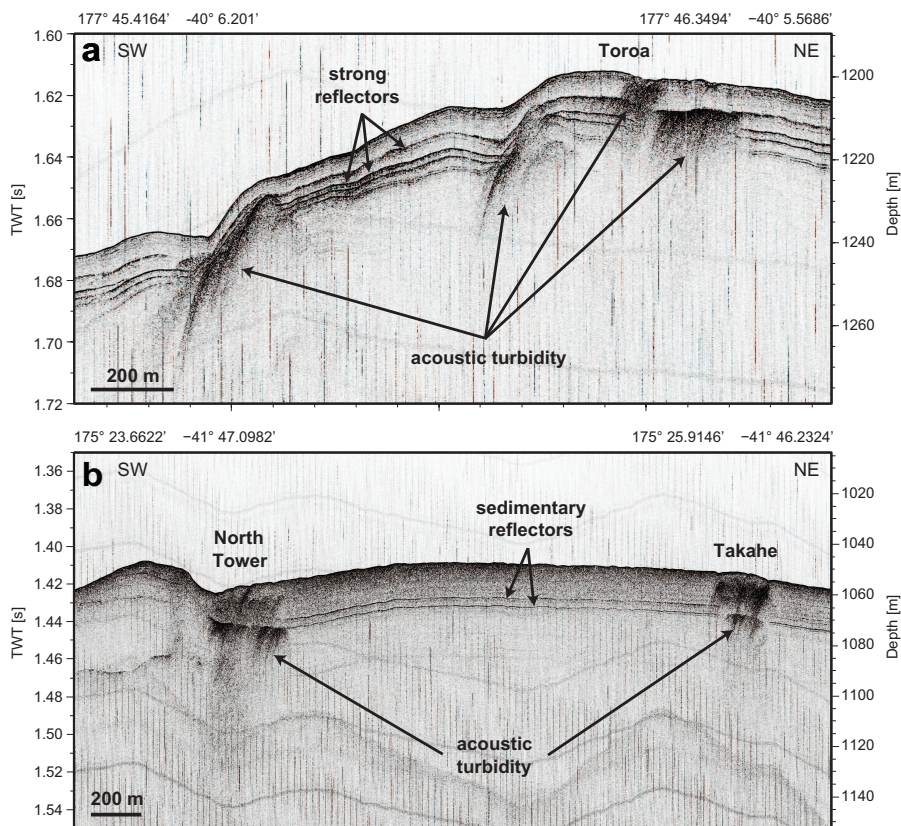 177° 45.4164’ −40° 6.201’ 177° 46.3494’ −40° 5.5686’
a SW Toroa NE
strong
reflectors
acoustic turbidity
200 m
TWT [s]
1.60
1.62
1.64
1.66
1.68
1.70
1.72
Depth [m]
1200
1220
1240
1260
175° 23.6622’ −41° 47.0982’ 175° 25.9146’ −41° 46.2324’
b SW NE
sedimentary
reflectors
North
Tower
Takahe
acoustic
turbidity
200 m
TWT [s]
1.36
1.38
1.40
1.42
1.44
1.46
1.48
1.50
1.52
1.54
Depth [m]
1020
1040
1060
1080
1100
1120
1140